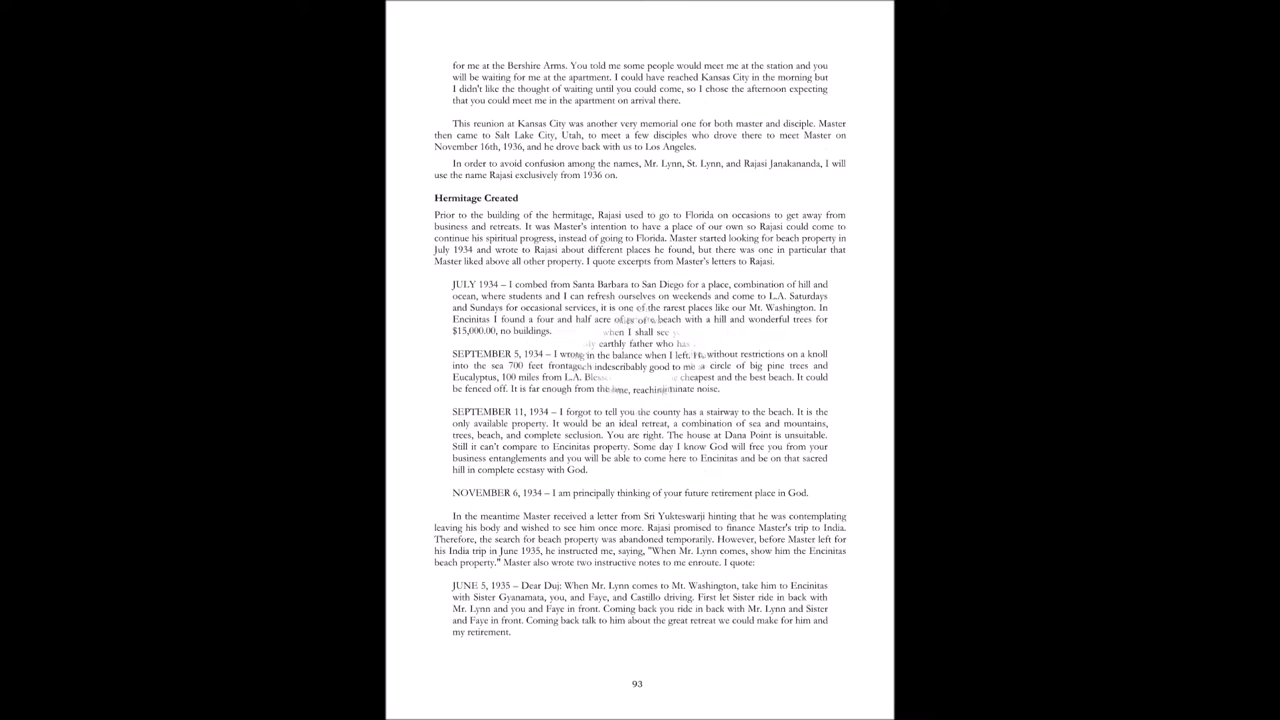 for me at the Bershire Arms. You told me some people would meet me at the station and you
will be waiting for me at the apartment. I could have reached Kansas City in the morning but
I didn't like the thought of waiting until you could come, so I chose the afternoon expecting
that you could meet me in the apartment on arrival there.
This reunion at Kansas City was another very memorial one for both master and disciple. Master
then came to Salt Lake City, Utah, to meet a few disciples who drove there to meet Master on
November 16th, 1936, and he drove back with us to Los Angeles.
In order to avoid confusion among the names, Mr. Lynn, St. Lynn, and Rajasi Janakananda, I will
use the name Rajasi exclusively from 1936 on.
Hermitage Created
Prior to the building of the hermitage, Rajasi used to go to Florida on occasions to get away from
business and retreats. It was Master's intention to have a place of our own so Rajasi could come to
continue his spiritual progress, instead of going to Florida. Master started looking for beach property in
July 1934 and wrote to Rajasi about different places he found, but there was one in particular that
Master liked above all other property. I quote excerpts from Master's letters to Rajasi.
JULY 1934 – I combed from Santa Barbara to San Diego for a place, combination of hill and
ocean, where students and I can refresh ourselves on weekends and come to L.A. Saturdays
and Sundays for occasional services, it is one of the rarest places like our Mt. Washington. In
Encinitas I found a four and half acre beach with a hill and wonderful trees for
$15,000.00, no buildings. when I shall see
earthly father who has
SEPTEMBER 5, 1934 – I in the balance when I left. without restrictions on a knoll
into the sea 700 feet indescribably good to me circle of big pine trees and
Eucalyptus, 100 miles from L.A. cheapest and the best beach. It could
be fenced off. It is far enough from the reaching noise.
SEPTEMBER 11, 1934 – I forgot to tell you the county has a stairway to the beach. It is the
only available property. It would be an ideal retreat, a combination of sea and mountains,
trees, beach, and complete seclusion. You are right. The house at Dana Point is unsuitable.
Still it can't compare to Encinitas property. Some day I know God will free you from your
business entanglements and you will be able to come here to Encinitas and be on that sacred
hill in complete ecstasy with God.
NOVEMBER 6, 1934 – I am principally thinking of your future retirement place in God.
In the meantime Master received a letter from Sri Yukteswarji hinting that he was contemplating
leaving his body and wished to see him once more. Rajasi promised to finance Master's trip to India.
Therefore, the search for beach property was abandoned temporarily. However, before Master left for
his India trip in June 1935, he instructed me, saying, "When Mr. Lynn comes, show him the Encinitas
beach property." Master also wrote two instructive notes to me enroute. I quote:
JUNE 5, 1935 – Dear Duj: When Mr. Lynn comes to Mt. Washington, take him to Encinitas
with Sister Gyanamata, you, and Faye, and Castillo driving. First let Sister ride in back with
Mr. Lynn and you and Faye in front. Coming back you ride in back with Mr. Lynn and Sister
and Faye in front. Coming back talk to him about the great retreat we could make for him and
my retirement.
93